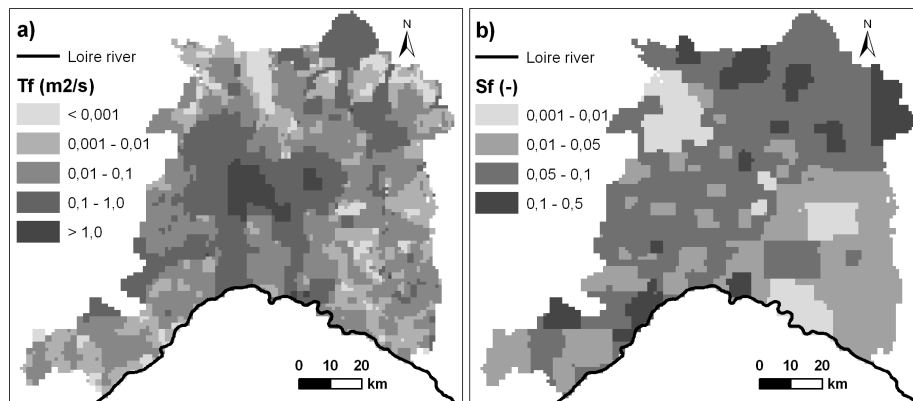 a)
N
Loire river
Tf (m2/s)
< 0,001
0,001 - 0,01
0,01 - 0,1
0,1 - 1,0
> 1,0
0 10 20
km
b)
N
Loire river
Sf (-)
0,001 - 0,01
0,01 - 0,05
0,05 - 0,1
0,1 - 0,5
0 10 20
km